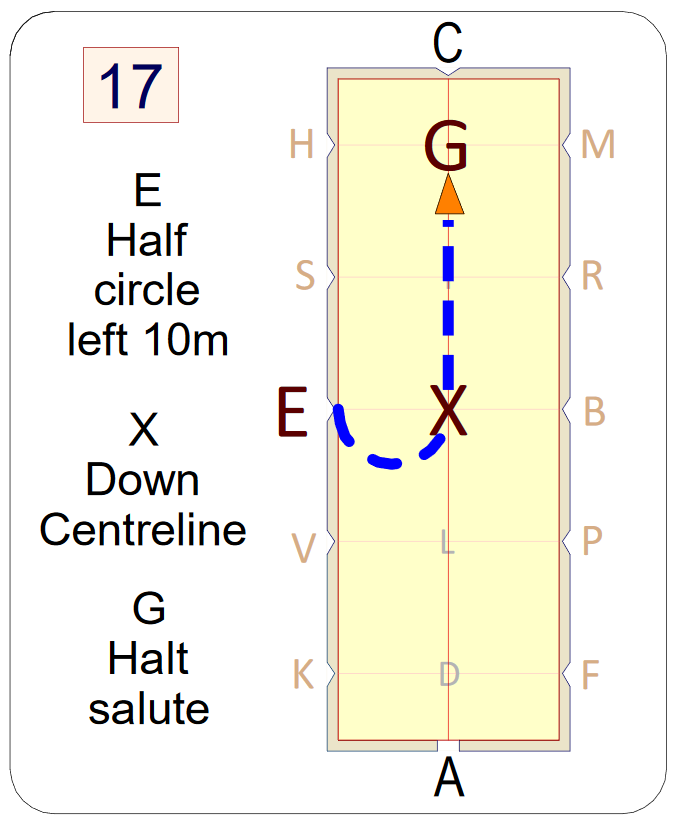 17
E
Half
circle
left 10m
X
Down
Centreline
G
Halt
salute
C
H G M
S R
E X B
V L P
K D F
A